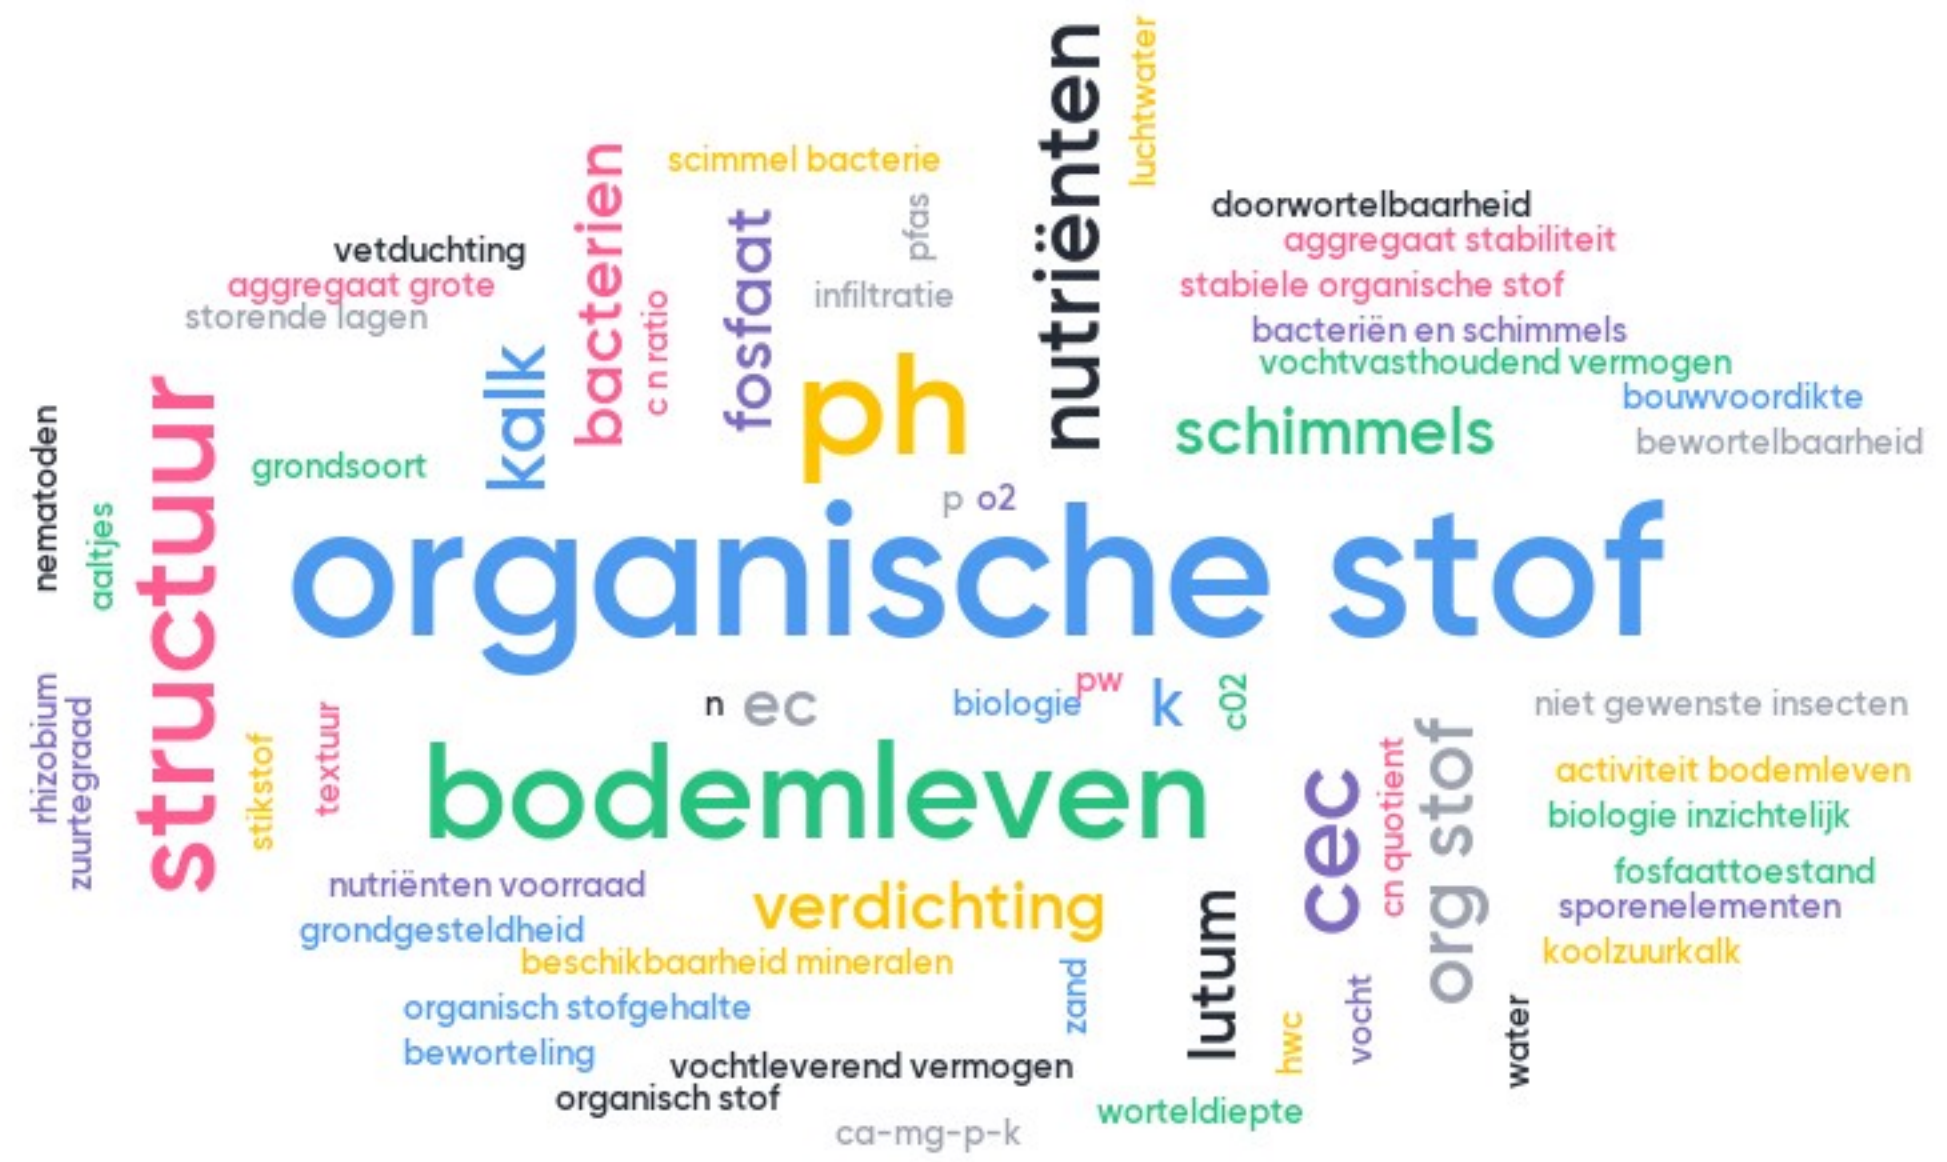 nutriënten
luchtwater
bacterien
scimmel bacterie
pfas
doorwortelbaarheid
fosfaat
vetduchting
aggregaat stabiliteit
aggregaat grote
stabiele organische stof
c n ratio
infiltratie
storende lagen
bacteriën en schimmels
kalk
ph
vochtvasthoudend vermogen
bouwvoordikte
structuur
nematoden
schimmels
bewortelbaarheid
grondsoort
aaltjes
p
o2
organische stof
rhizobium
zuurtegraad
pw
n
ec
biologie
k
c02
niet gewenste insecten
stikstof
textuur
bodemleven
cec
cn quotient
org stof
activiteit bodemleven
biologie inzichtelijk
fosfaattoestand
nutriënten voorraad
verdichting
lutum
sporenelementen
grondgesteldheid
koolzuurkalk
beschikbaarheid mineralen
zand
organisch stofgehalte
hwc
vocht
water
beworteling
vochtleverend vermogen
organisch stof
worteldiepte
ca-mg-p-k